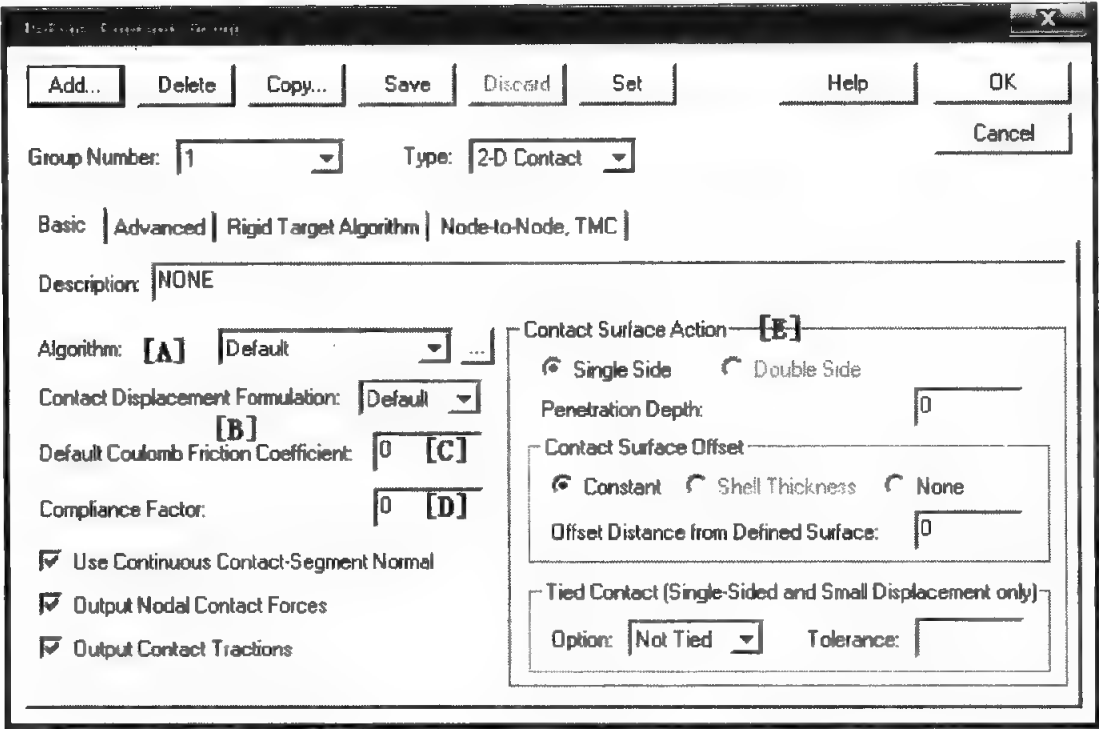 Add... Delete Copy... Save Discard Set Help OK
Cancel
Group Number: 1 Type: 2-D Contact
Basic Advanced Rigid Target Algorithm Node-to-Node, TMC
Description: NONE
Algorithm: [A] Default ...
Contact Displacement Formulation: Default
[B]
Default Coulomb Friction Coefficient: 0 [C]
Compliance Factor: 0 [D]
Use Continuous Contact-Segment Normal
Output Nodal Contact Forces
Output Contact Tractions
Contact Surface Action [E]
Single Side Double Side
Penetration Depth: 0
Contact Surface Offset
Constant Shell Thickness None
Offset Distance from Defined Surface: 0
Tied Contact (Single-Sided and Small Displacement only)
Option: Not Tied Tolerance: